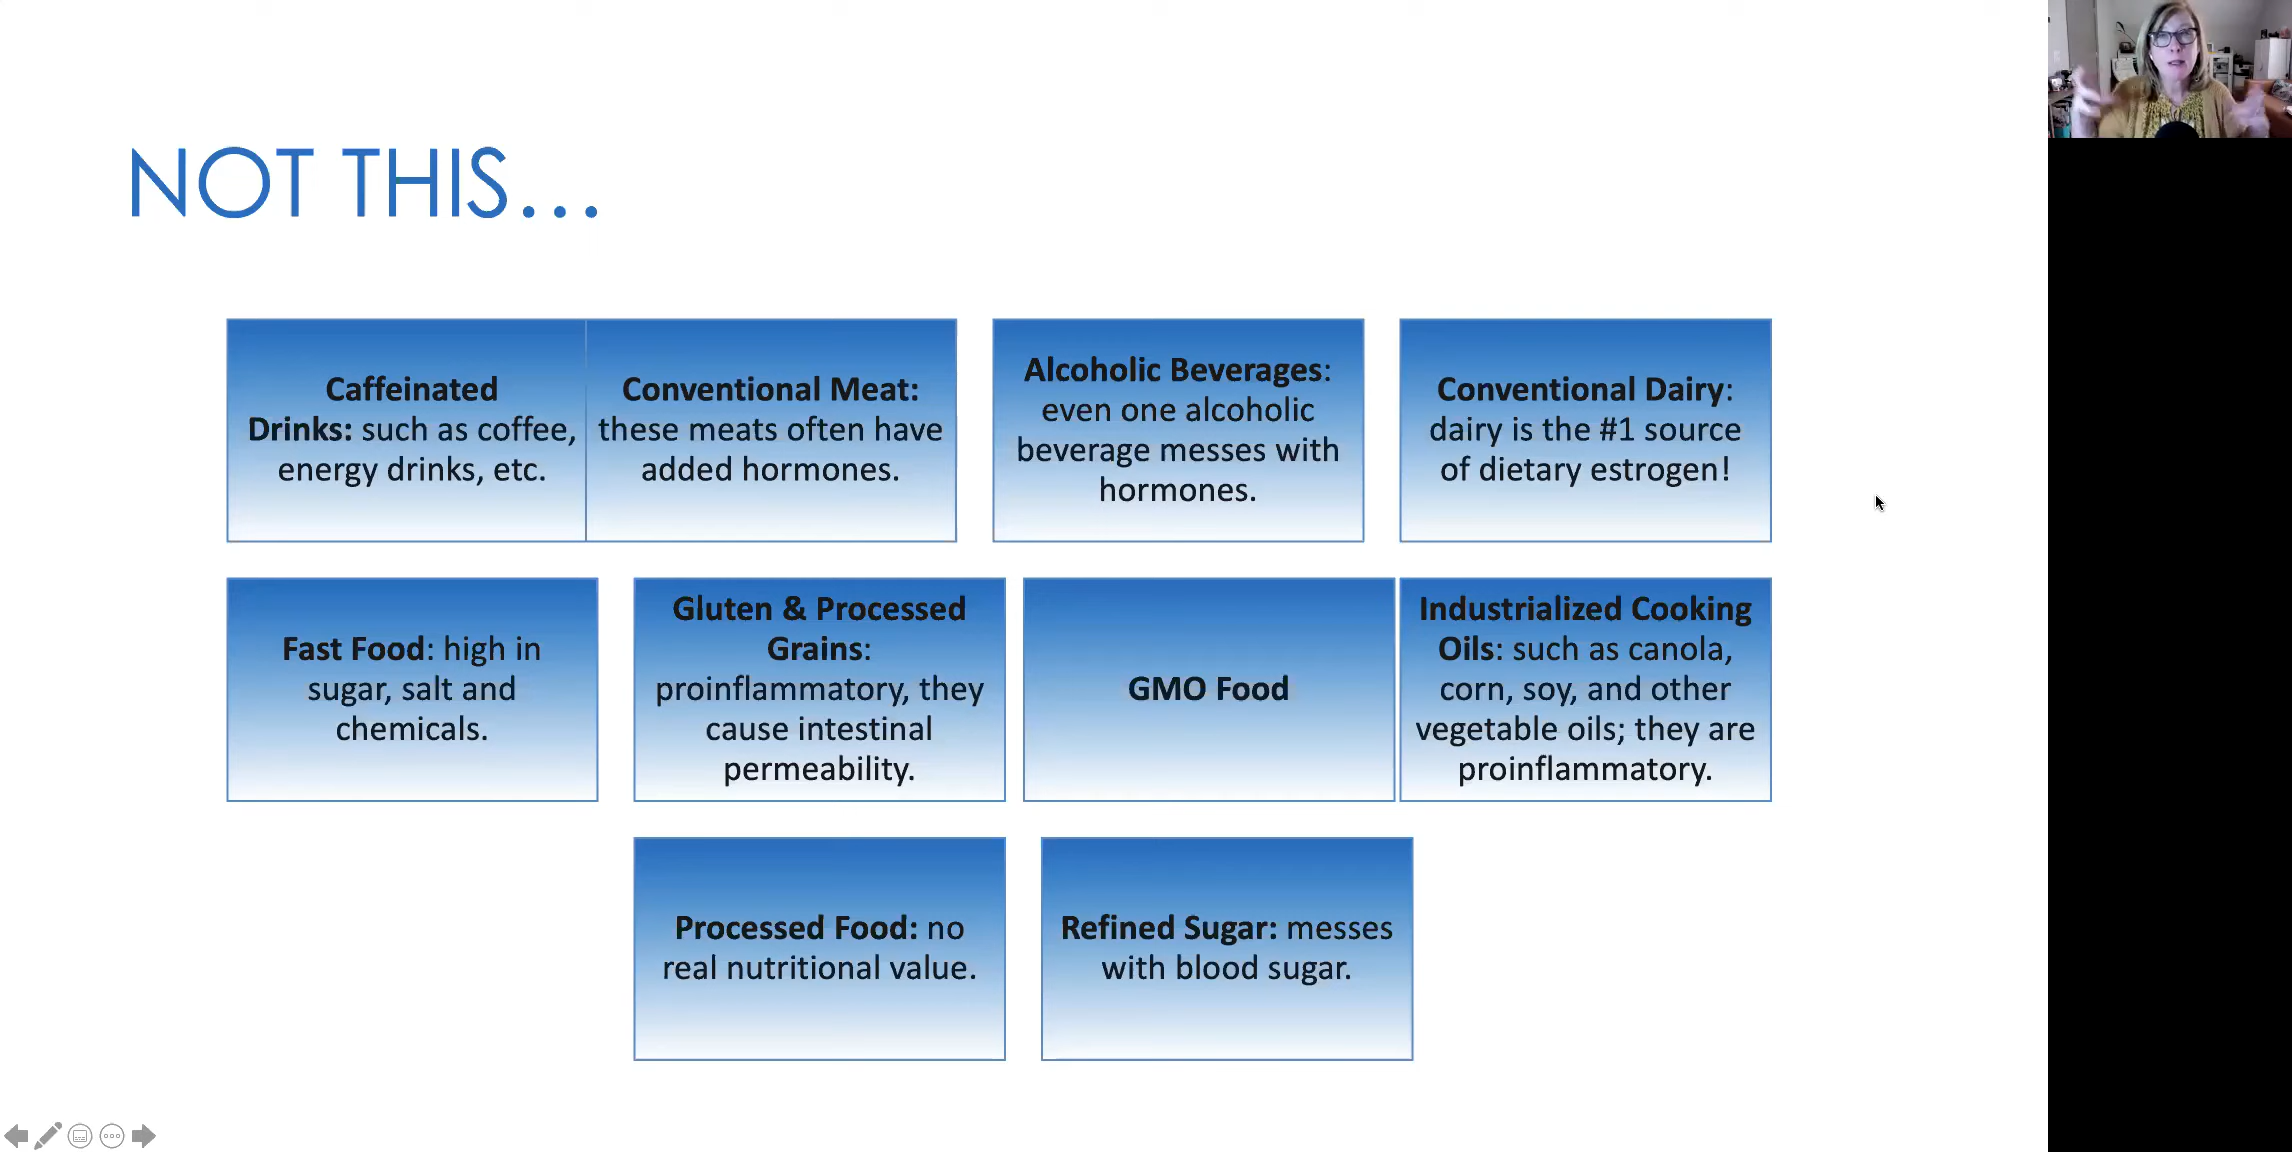 NOT THIS...
Caffeinated
Drinks: such as coffee,
energy drinks, etc.
Conventional Meat:
these meats often have
added hormones.
Alcoholic Beverages:
even one alcoholic
beverage messes with
hormones.
Conventional Dairy:
dairy is the #1 source
of dietary estrogen!
Fast Food: high in
sugar, salt and
chemicals.
Gluten & Processed
Grains:
proinflammatory, they
cause intestinal
permeability.
GMO Food
Industrialized Cooking
Oils: such as canola,
corn, soy, and other
vegetable oils; they are
proinflammatory.
Processed Food: no
real nutritional value.
Refined Sugar: messes
with blood sugar.